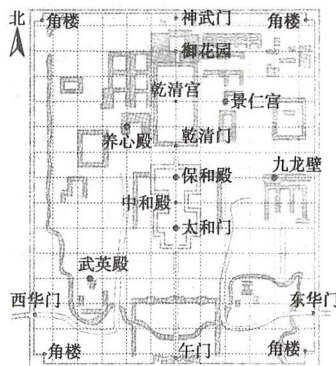 北
角楼
神武门
角楼
御花园
乾清宫
景仁宫
养心殿
乾清门
保和殿
九龙壁
中和殿
太和门
武英殿
西华门
东华门
角楼
午门
角楼